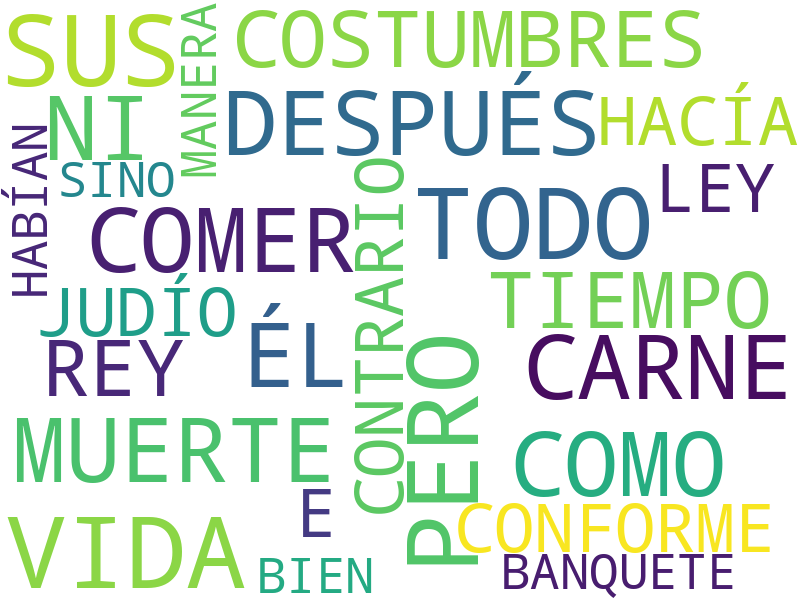 SUS
MANERA
COSTUMBRES
NI
DESPUÉS
HACÍA
HABÍAN
SINO
CONTRARIO
LEY
COMER
TODO
JUDÍO
TIEMPO
REY
ÉL
PERO
CARNE
MUERTE
COMO
E
CONFORME
VIDA
BIEN
BANQUETE